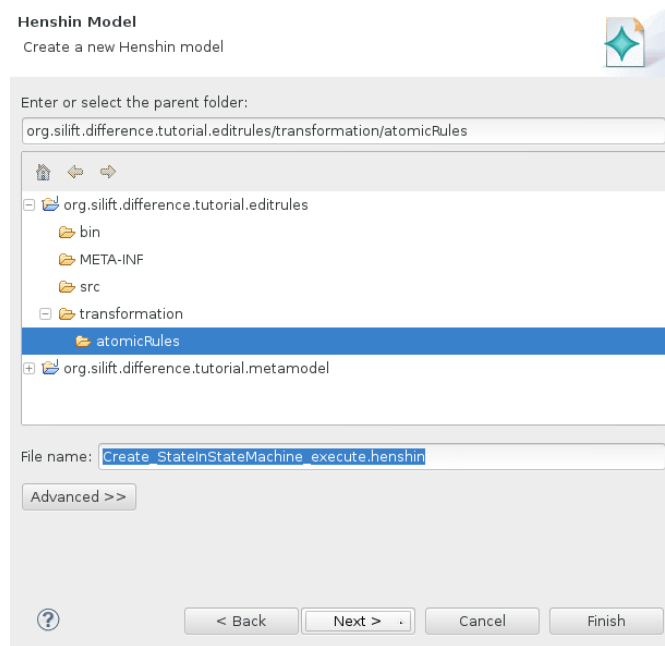 Henshin Model
Create a new Henshin model
Enter or select the parent folder:
org.silift.difference.tutorial.editrules/transformation/atomicRules
org.silift.difference.tutorial.editrules
bin
META-INF
src
transformation
atomicRules
org.silift.difference.tutorial.metamodel
File name: Create_StateInStateMachine_execute.henshin
Advanced >>
? < Back Next > Cancel Finish